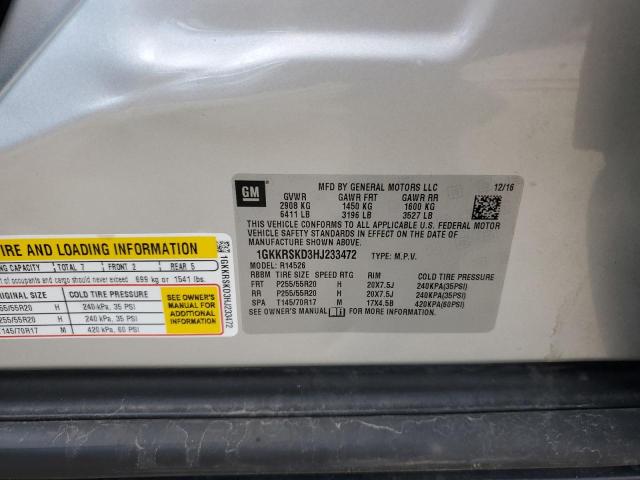 GM
MFD BY GENERAL MOTORS LLC
12/16
GVWR GAWR FRT GAWR RR
2908 KG 1450 KG 1600 KG
6411 LB 3196 LB 3527 LB
THIS VEHICLE CONFORMS TO ALL APPLICABLE U.S. FEDERAL MOTOR
VEHICLE SAFETY STANDARDS IN EFFECT ON THE DATE OF
MANUFACTURE SHOWN ABOVE.
1GKKRSKD3HJ233472 TYPE: M.P.V.
MODEL: R14526
RBBM TIRE SIZE SPEED RTG RIM COLD TIRE PRESSURE
FRT P255/55R20 H 20X7.5J 240KPA(35PSI)
RR P255/55R20 H 20X7.5J 240KPA(35PSI)
SPA T145/70R17 M 17X4.5B 420KPA(60PSI)
SEE OWNER'S MANUAL FOR ADDITIONAL INFORMATION.
TIRE AND LOADING INFORMATION
NG CAPACITY TOTAL 7 FRONT 2 REAR 5
of occupants and cargo should never exceed 699 kg or 1541 lbs.
ORIGINAL SIZE COLD TIRE PRESSURE
55/55R20 H 240 kPa, 35 PSI
255/55R20 H 240 kPa, 35 PSI
T145/70R17 M 420 kPa, 60 PSI
SEE OWNER'S
MANUAL FOR
ADDITIONAL
INFORMATION
1GKKRSKD3HJ233472